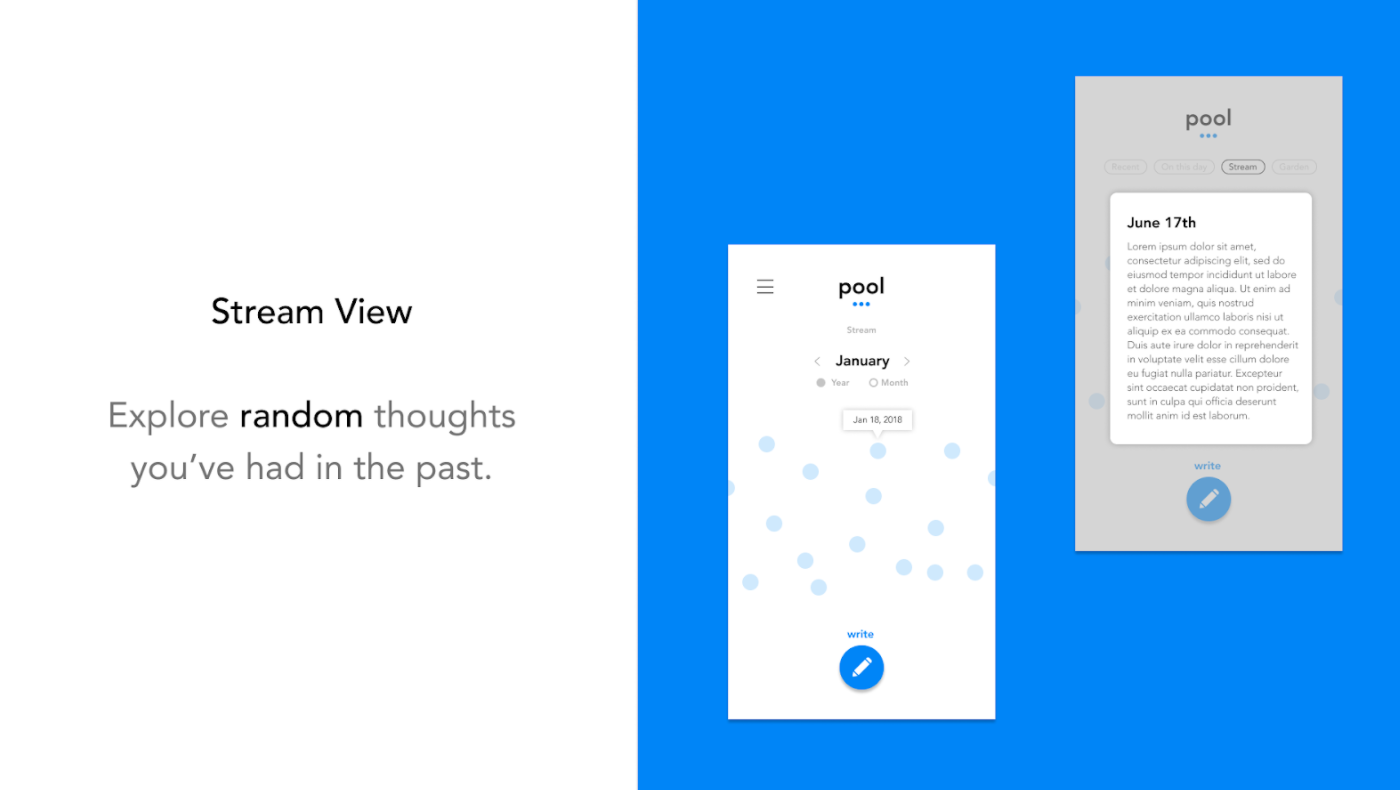 Stream View
Explore random thoughts
you’ve had in the past.
pool
Stream
< January >
Year Month
Jan 18, 2018
write
pool
Recent On this day Stream Garden
June 17th
Lorem ipsum dolor sit amet,
consectetur adipiscing elit, sed do
eiusmod tempor incididunt ut labore
et dolore magna aliqua. Ut enim ad
minim veniam, quis nostrud
exercitation ullamco laboris nisi ut
aliquip ex ea commodo consequat.
Duis aute irure dolor in reprehenderit
in voluptate velit esse cillum dolore
eu fugiat nulla pariatur. Excepteur
sint occaecat cupidatat non proident,
sunt in culpa qui officia deserunt
mollit anim id est laborum.
write